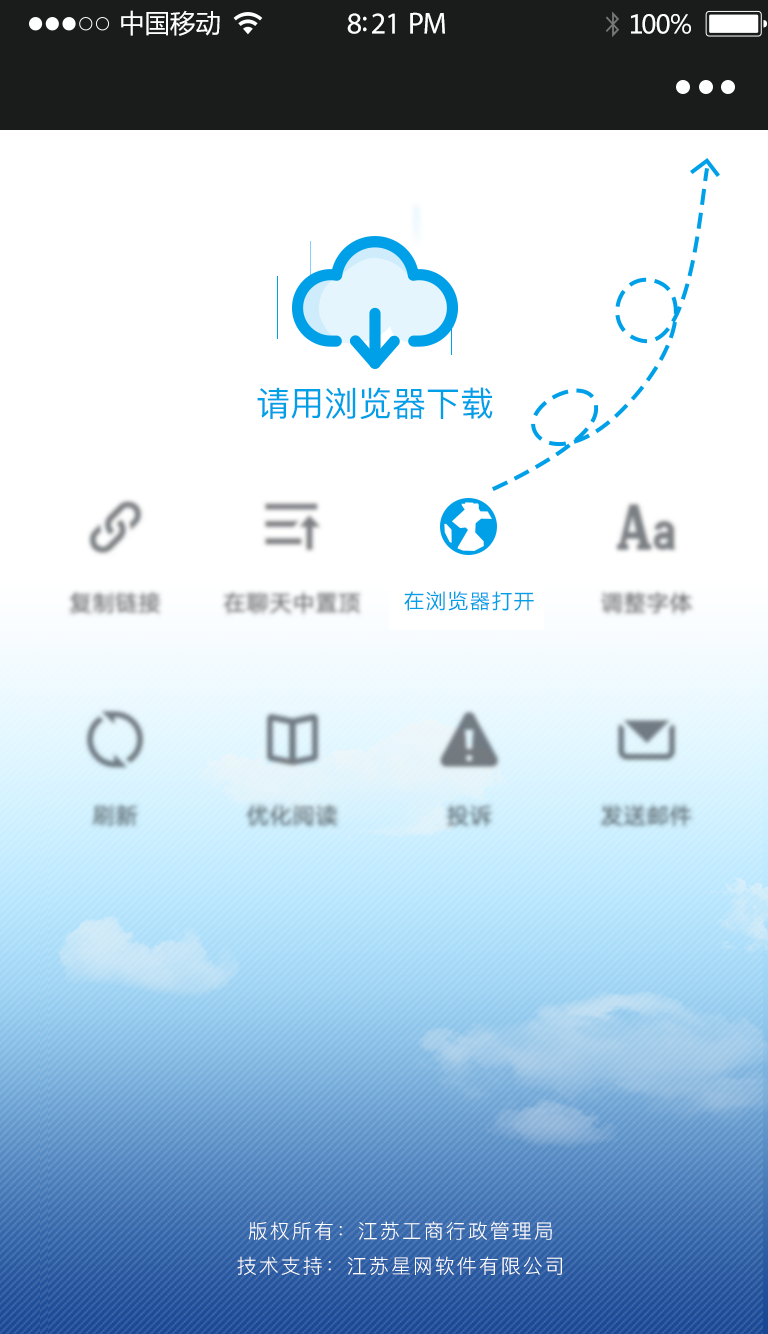 中国移动 8:21 PM 100%
请用浏览器下载
Aa
复制链接 在聊天中置顶 在浏览器打开 调整字体
刷新 优化阅读 投诉 发送邮件
版权所有：江苏工商行政管理局
技术支持：江苏星网软件有限公司